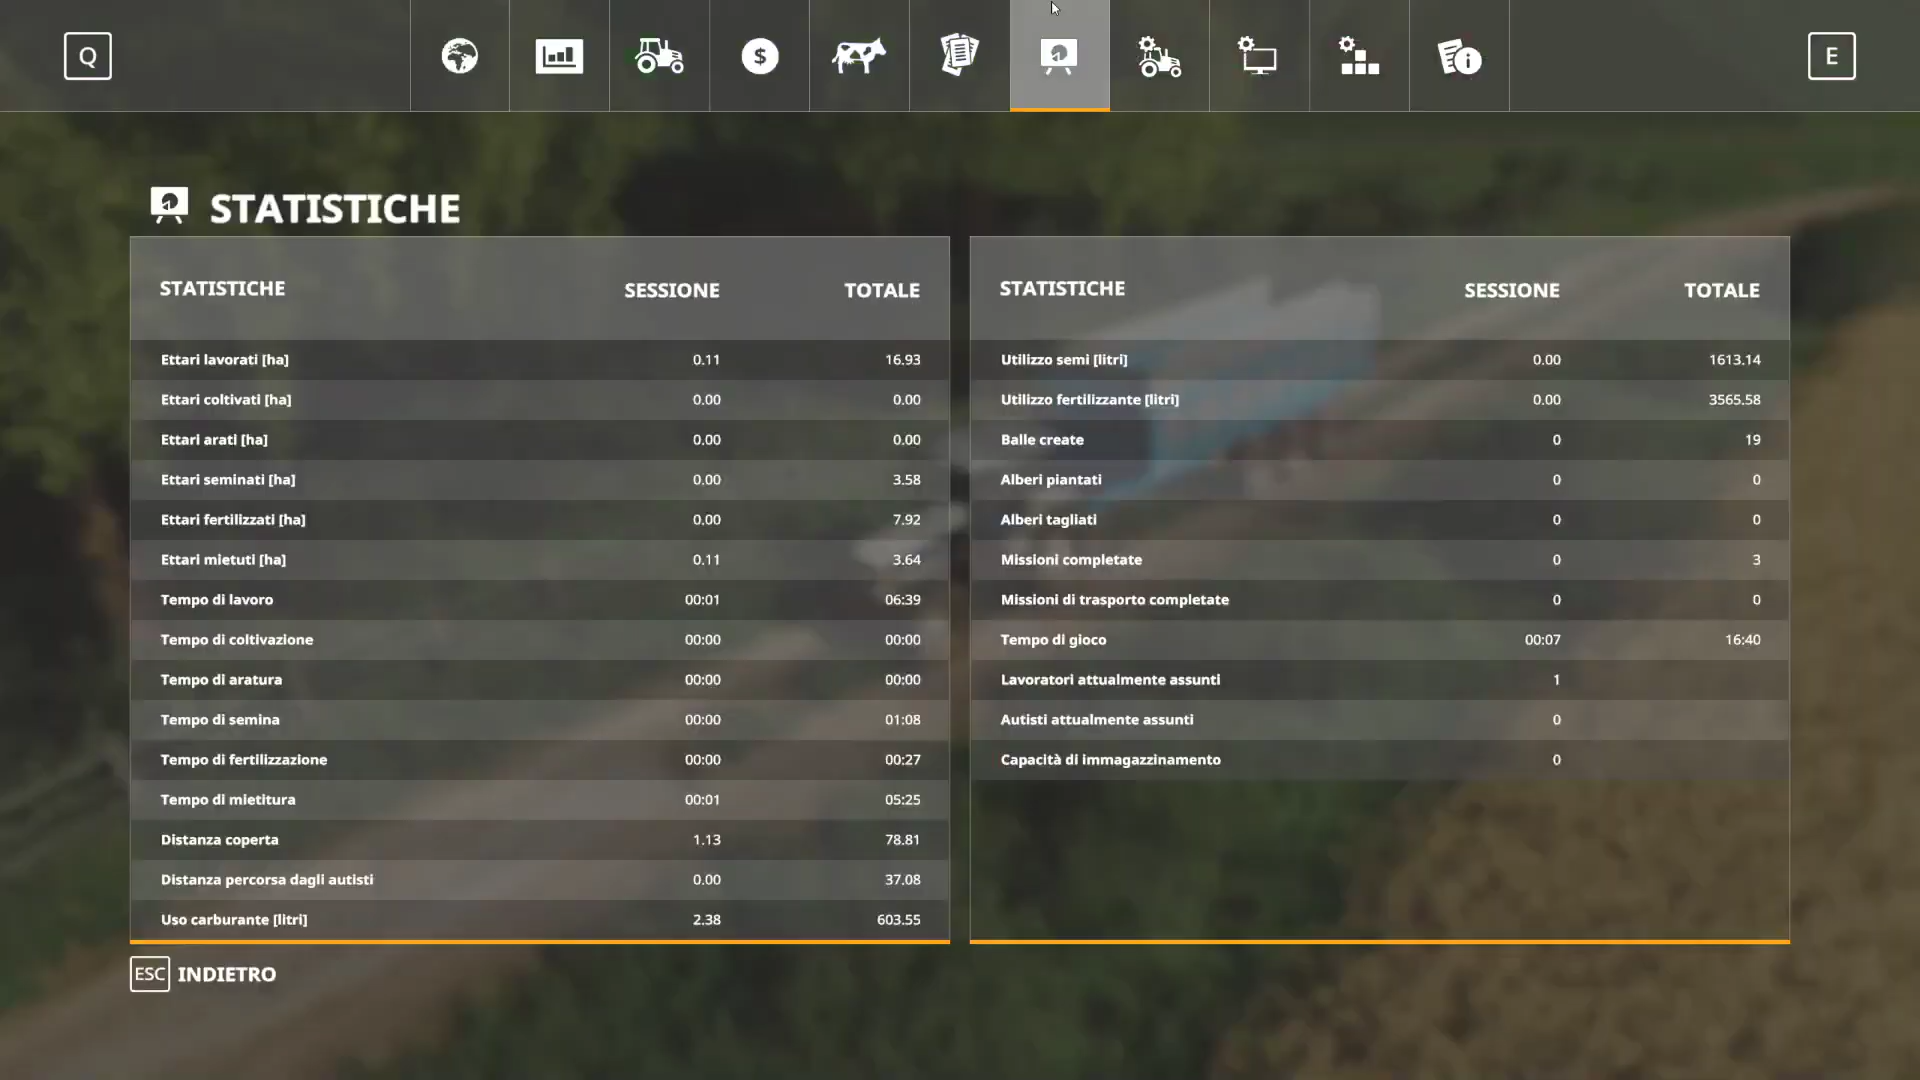 Q
E
STATISTICHE
STATISTICHE SESSIONE TOTALE
Ettari lavorati [ha] 0.11 16.93
Ettari coltivati [ha] 0.00 0.00
Ettari arati [ha] 0.00 0.00
Ettari seminati [ha] 0.00 3.58
Ettari fertilizzati [ha] 0.00 7.92
Ettari mietuti [ha] 0.11 3.64
Tempo di lavoro 00:01 06:39
Tempo di coltivazione 00:00 00:00
Tempo di aratura 00:00 00:00
Tempo di semina 00:00 01:08
Tempo di fertilizzazione 00:00 00:27
Tempo di mietitura 00:01 05:25
Distanza coperta 1.13 78.81
Distanza percorsa dagli autisti 0.00 37.08
Uso carburante [litri] 2.38 603.55
STATISTICHE SESSIONE TOTALE
Utilizzo semi [litri] 0.00 1613.14
Utilizzo fertilizzante [litri] 0.00 3565.58
Balle create 0 19
Alberi piantati 0 0
Alberi tagliati 0 0
Missioni completate 0 3
Missioni di trasporto completate 0 0
Tempo di gioco 00:07 16:40
Lavoratori attualmente assunti 1
Autisti attualmente assunti 0
Capacità di immagazzinamento 0
ESC INDIETRO